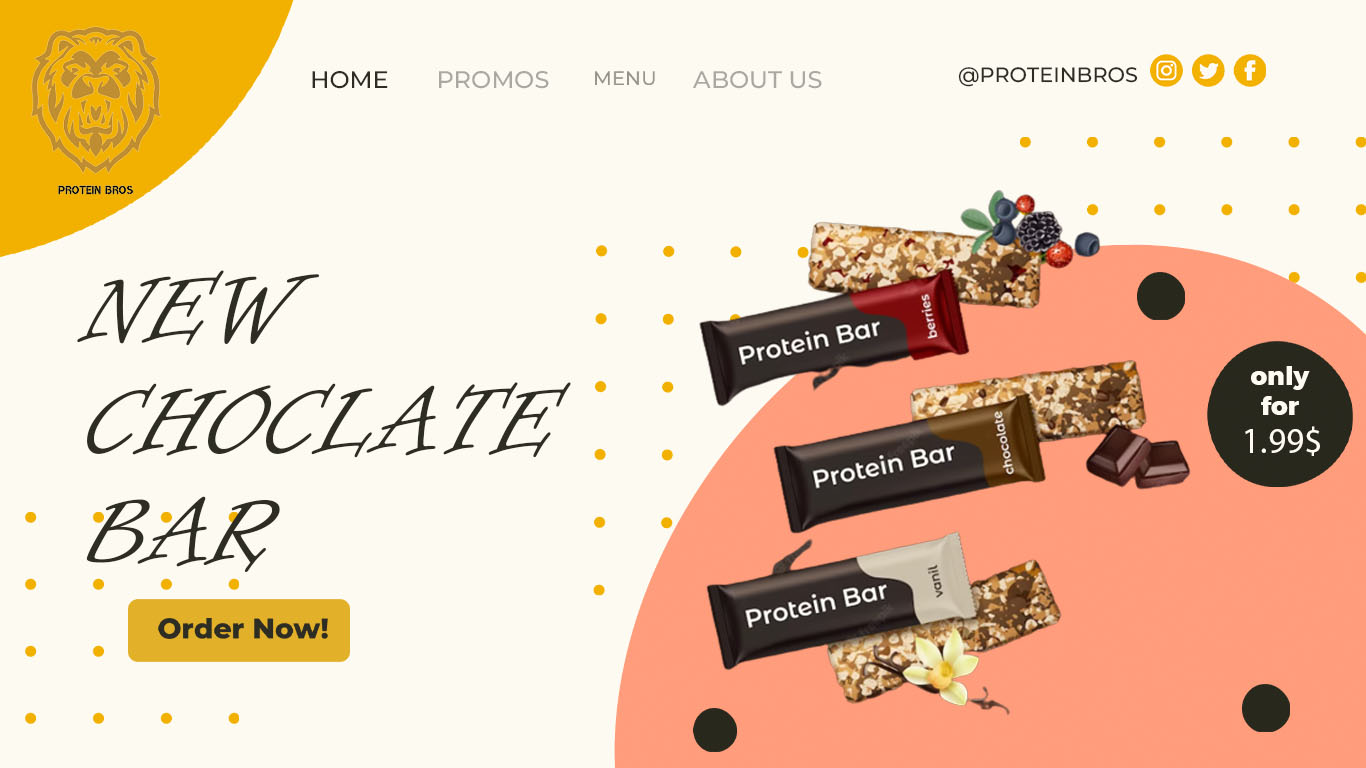 PROTEIN BROS
HOME PROMOS MENU ABOUT US
@PROTEINBROS
NEW
CHOCLATE
BAR
Order Now!
Protein Bar
berries
Protein Bar
chocolate
Protein Bar
vanil
only
for
1.99$